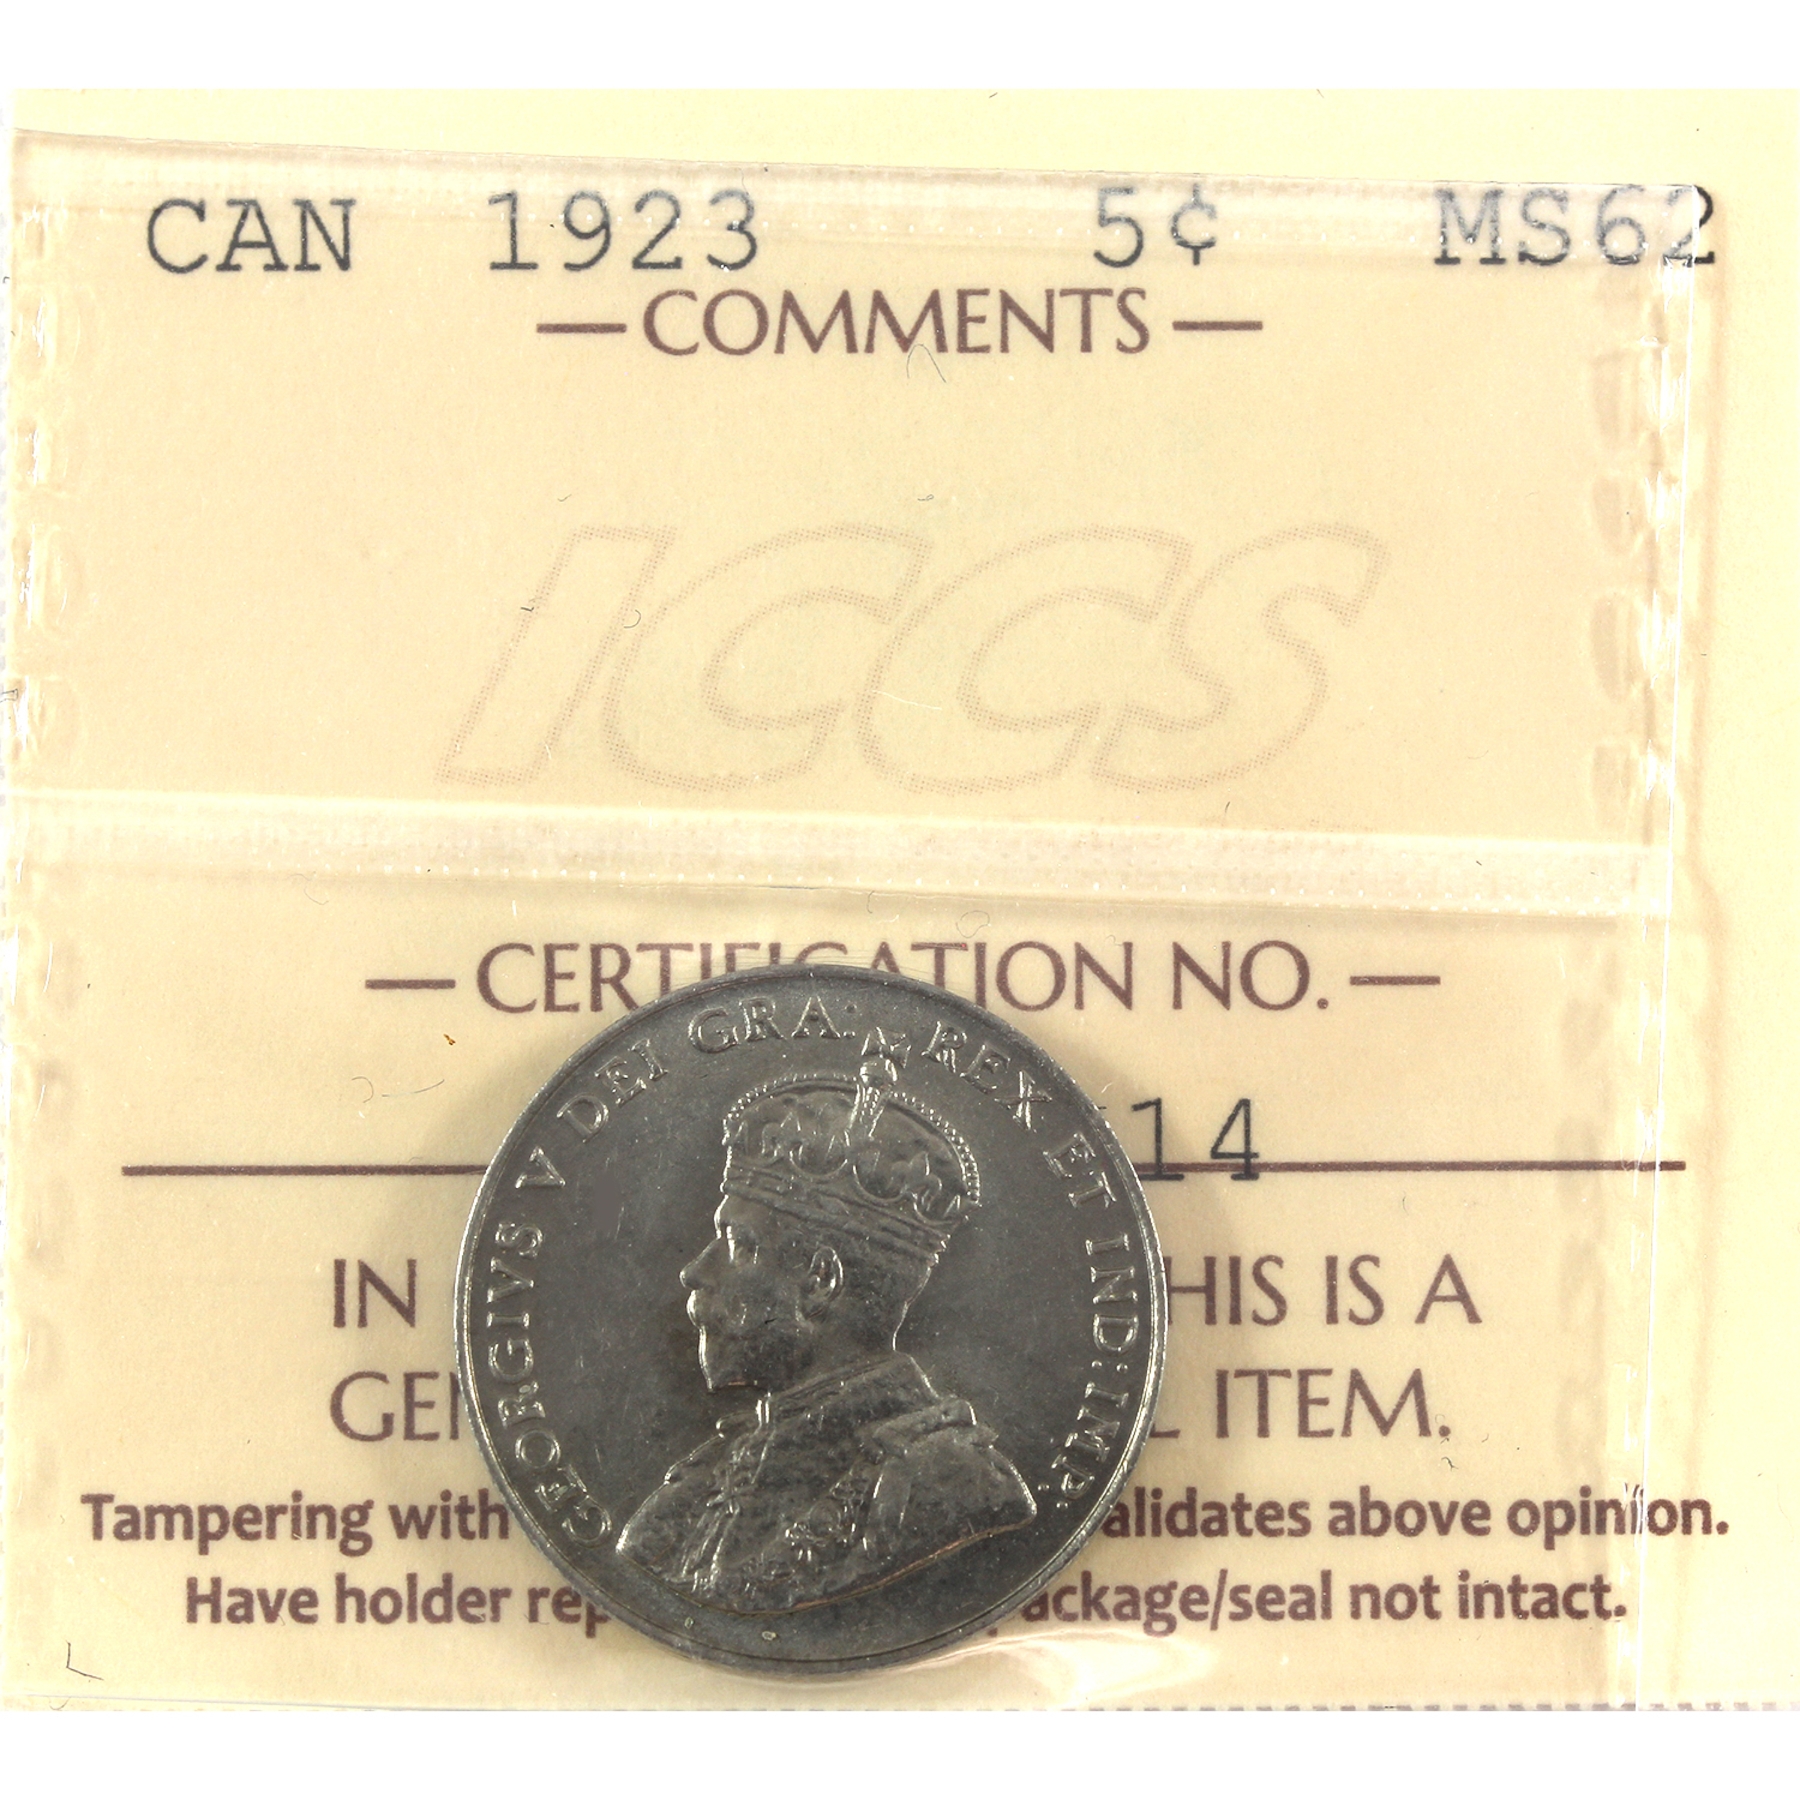 CAN 1923 5¢ MS62
— COMMENTS —
ICCS
— CERTIFICATION NO. —
14
IN HIS IS A
GEN ITEM.
Tampering with alidates above opinion.
Have holder rep ackage/seal not intact.
GEORGIVS V DEI GRA: REX ET IND: IMP: